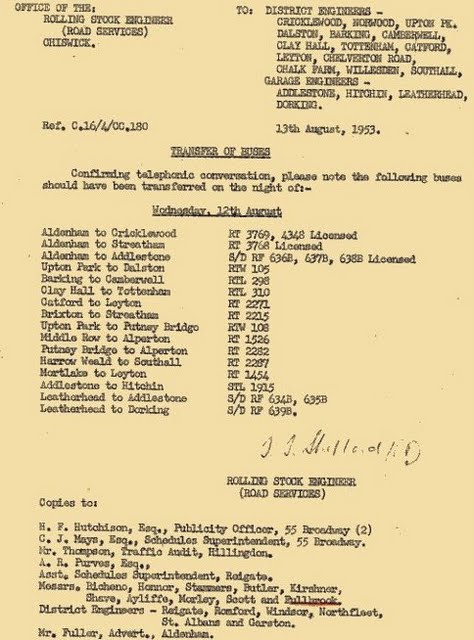 OFFICE OF THE:
ROLLING STOCK ENGINEER
(ROAD SERVICES)
CHISWICK.
TO: DISTRICT ENGINEERS -
CRICKLEWOOD, NORWOOD, UPTON PK.
DALSTON, BARKING, CAMBERWELL,
CLAY HALL, TOTTENHAM, CATFORD,
LEYTON, CHELVERTON ROAD,
CHALK FARM, WILLESDEN, SOUTHALL,
GARAGE ENGINEERS -
ADDLESTONE, HITCHIN, LEATHERHEAD,
DORKING.
Ref. C.16/4/CC.180
13th August, 1953.
TRANSFER OF BUSES
Confirming telephonic conversation, please note the following buses
should have been transferred on the night of:-
Wednesday, 12th August
Aldenham to Cricklewood RT 3769, 4348 Licensed
Aldenham to Streatham RT 3768 Licensed
Aldenham to Addlestone S/D RF 636B, 637B, 638B Licensed
Upton Park to Dalston RTW 105
Barking to Camberwell RTL 298
Clay Hall to Tottenham RTL 310
Catford to Leyton RT 2271
Brixton to Streatham RT 2215
Upton Park to Putney Bridge RTW 108
Middle Row to Alperton RT 1526
Putney Bridge to Alperton RT 2282
Harrow Weald to Southall RT 2287
Mortlake to Leyton RT 1454
Addlestone to Hitchin STL 1915
Leatherhead to Addlestone S/D RF 634B, 635B
Leatherhead to Dorking S/D RF 639B.
ROLLING STOCK ENGINEER
(ROAD SERVICES)
Copies to:
H. F. Hutchison, Esq., Publicity Officer, 55 Broadway (2)
C. J. Mays, Esq., Schedules Superintendent, 55 Broadway.
Mr. Thompson, Traffic Audit, Hillingdon.
A. R. Purves, Esq.,
Asst. Schedules Superintendent, Reigate.
Messrs. Bicheno, Honnor, Stammers, Butler, Kirshner,
Shave, Ayliffe, Morley, Scott and Fullbrook.
District Engineers - Reigate, Romford, Windsor, Northfleet,
St. Albans and Garston.
Mr. Fuller, Advert., Aldenham.